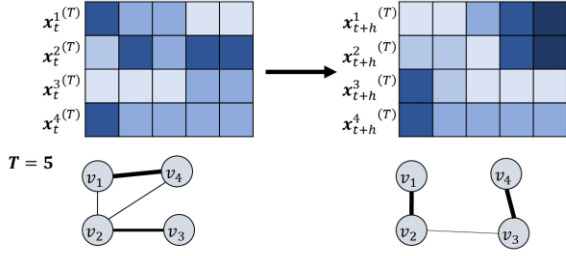 x_t^1^(T)
x_t^2^(T)
x_t^3^(T)
x_t^4^(T)
x_{t+h}^1^(T)
x_{t+h}^2^(T)
x_{t+h}^3^(T)
x_{t+h}^4^(T)
T = 5
v₁ v₄
v₂ v₃
v₁ v₄
v₂ v₃